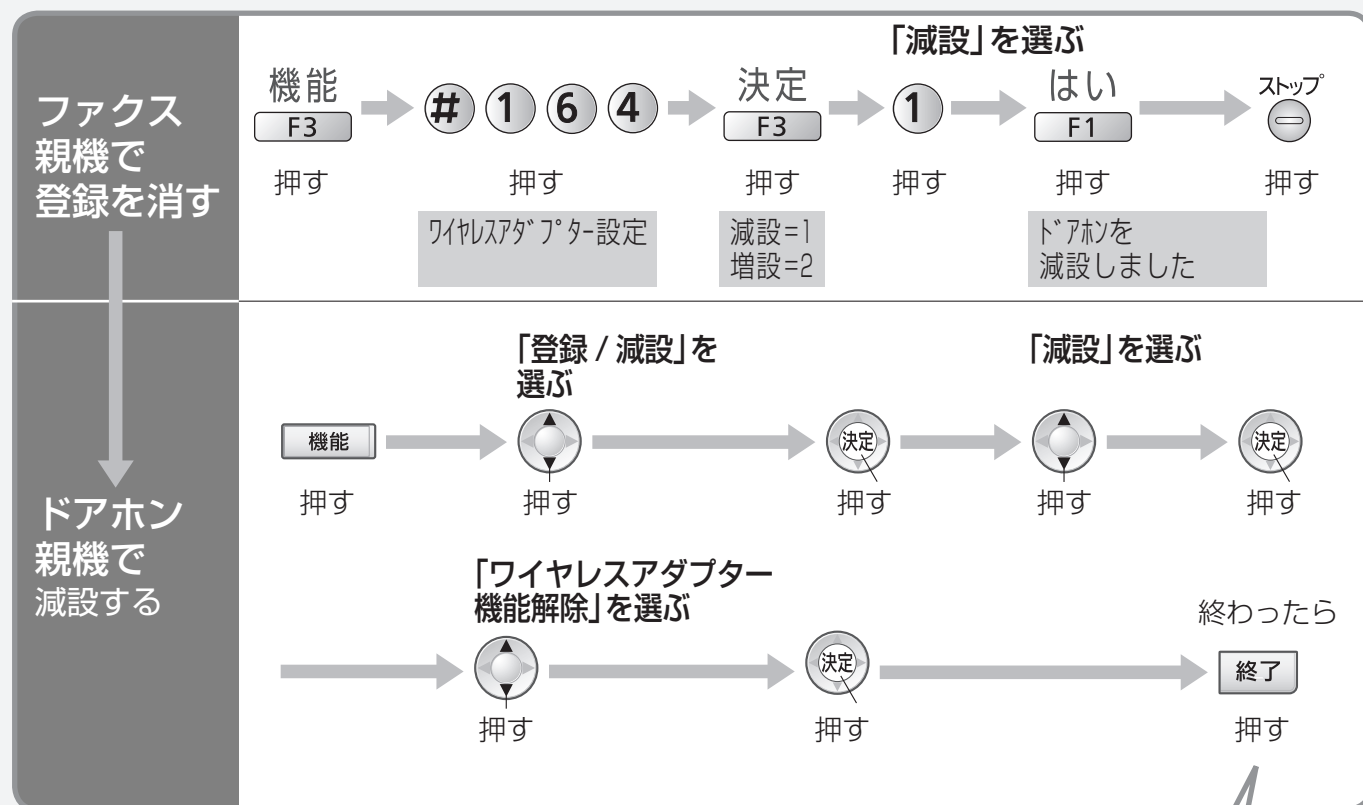 ファクス
親機で
登録を消す
「減設」を選ぶ
機能
F3
押す
# 1 6 4
押す
ワイヤレスアダプター設定
決定
F3
押す
減設=1
増設=2
1
押す
はい
F1
押す
ドアホンを
減設しました
ストップ
押す
ドアホン
親機で
減設する
機能
押す
「登録 / 減設」を
選ぶ
押す
決定
押す
「減設」を選ぶ
押す
決定
押す
「ワイヤレスアダプター
機能解除」を選ぶ
押す
決定
押す
終わったら
終了
押す